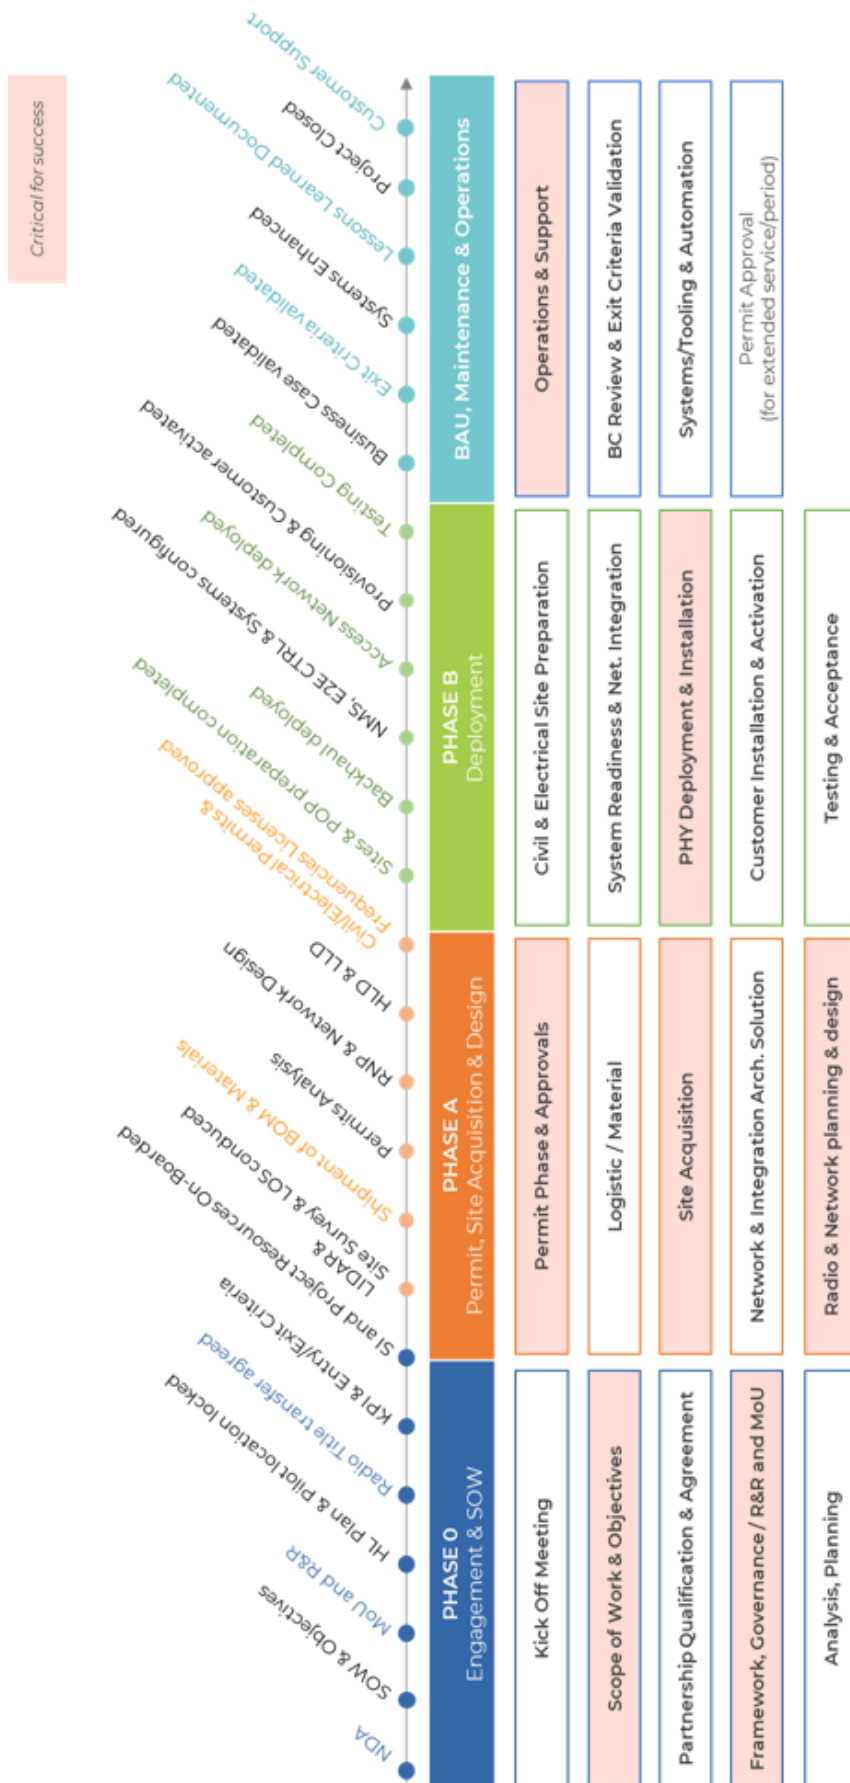 Critical for success
NDA
SOW & Objectives
MoU and R&R
HL Plan & Pilot location locked
Radio Title transfer agreed
KPI & Entry/Exit Criteria
SI and Project Resources On-Boarded
LIDAR &
Site Survey & LOS conducted
Shipment of BOM & Materials
Permits Analysis
RNP & Network Design
HLD & LLD
Civil/Electrical Permits &
Frequencies Licenses approved
Sites & POP preparation completed
Backhaul deployed
NMS, E2E CTRL & Systems configured
Access Network deployed
Provisioning & Customer activated
Testing Completed
Business Case validated
Exit Criteria validated
Systems Enhanced
Lessons Learned Documented
Project Closed
Customer Support
PHASE 0
Engagement & SOW
PHASE A
Permit, Site Acquisition & Design
PHASE B
Deployment
BAU, Maintenance & Operations
Kick Off Meeting
Scope of Work & Objectives
Partnership Qualification & Agreement
Framework, Governance / R&R and MoU
Analysis, Planning
Permit Phase & Approvals
Logistic / Material
Site Acquisition
Network & Integration Arch. Solution
Radio & Network planning & design
Civil & Electrical Site Preparation
System Readiness & Net. Integration
PHY Deployment & Installation
Customer Installation & Activation
Testing & Acceptance
Operations & Support
BC Review & Exit Criteria Validation
Systems/Tooling & Automation
Permit Approval
(for extended service/period)